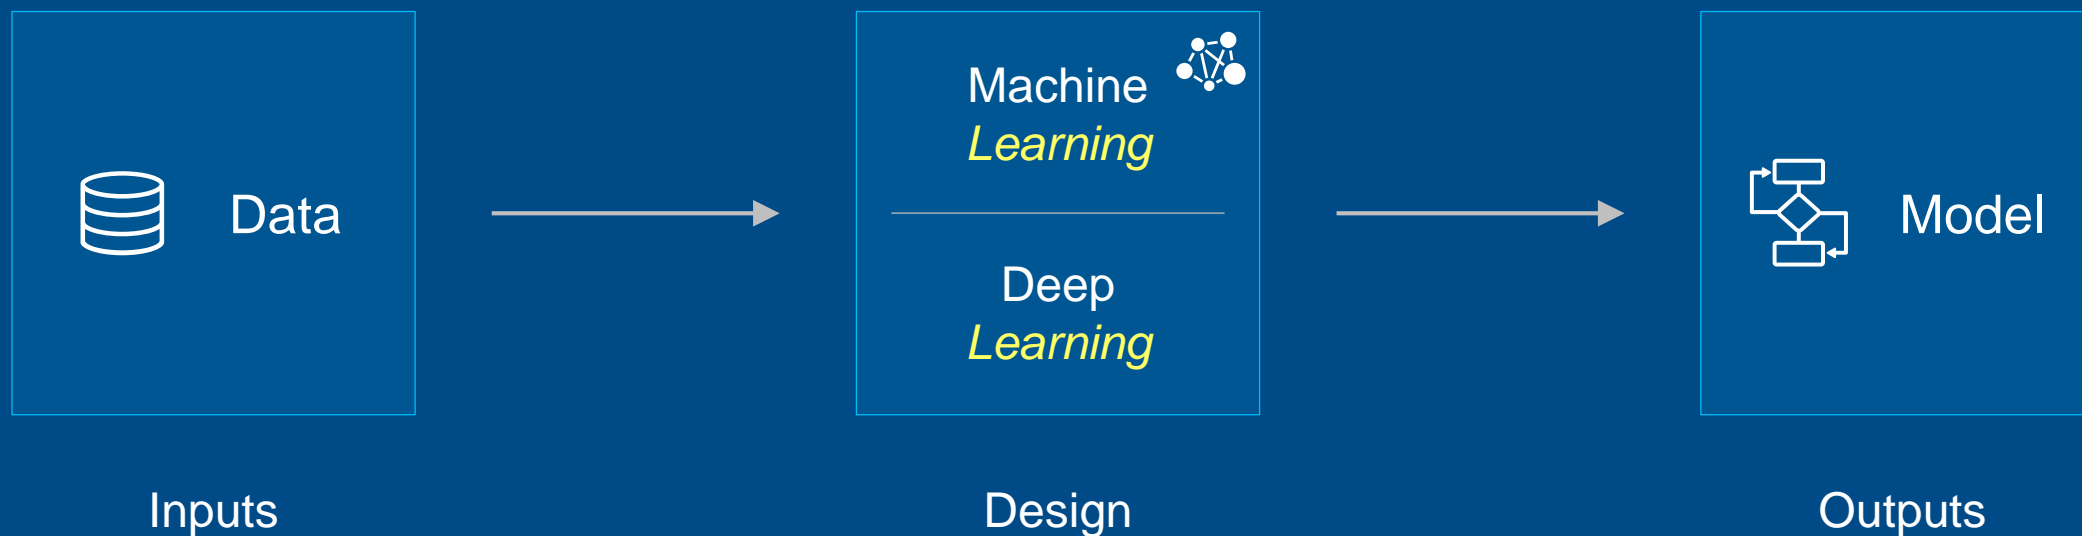 Data
Machine
Learning
Deep
Learning
Model
Inputs
Design
Outputs